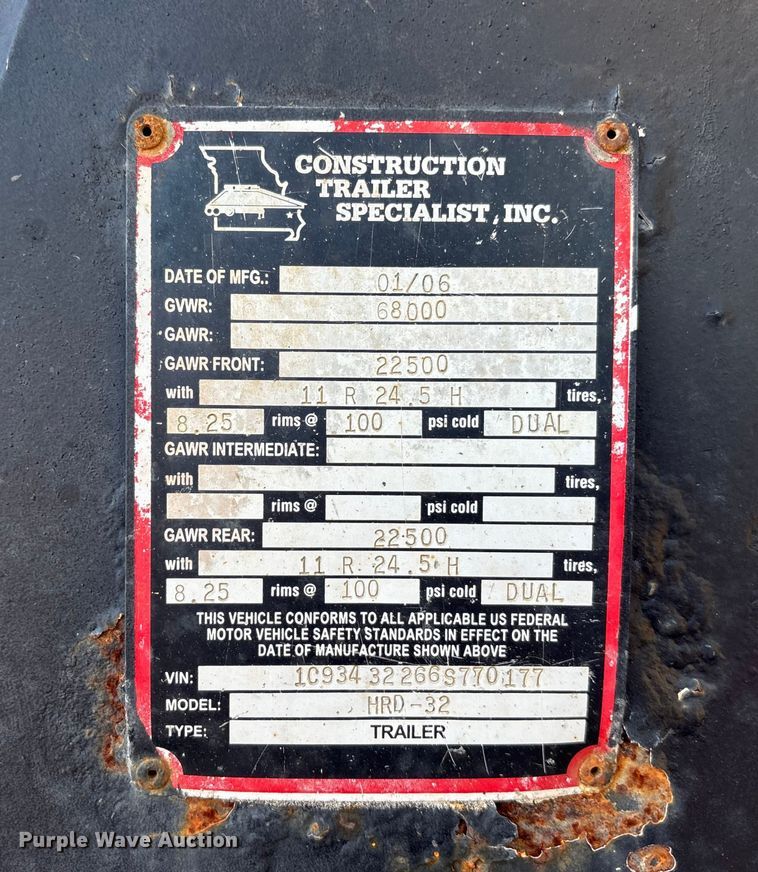 CONSTRUCTION
TRAILER
SPECIALIST, INC.
DATE OF MFG.: 01/06
GVWR: 68000
GAWR:
GAWR FRONT: 22500
with 11 R 24.5 H tires,
8.25 rims @ 100 psi cold DUAL
GAWR INTERMEDIATE:
with tires,
rims @ psi cold
GAWR REAR: 22500
with 11 R 24.5 H tires,
8.25 rims @ 100 psi cold DUAL
THIS VEHICLE CONFORMS TO ALL APPLICABLE US FEDERAL
MOTOR VEHICLE SAFETY STANDARDS IN EFFECT ON THE
DATE OF MANUFACTURE SHOWN ABOVE
VIN: 1C93432266S770177
MODEL: HRD-32
TYPE: TRAILER
Purple Wave Auction